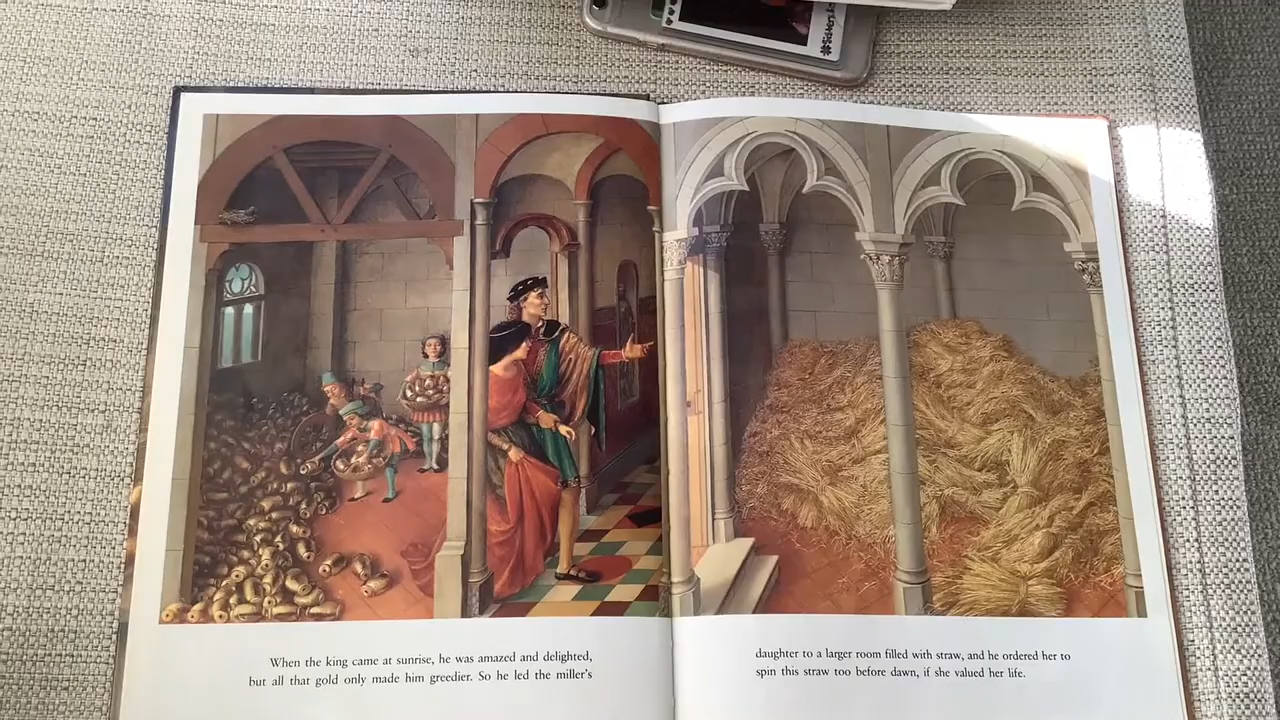 When the king came at sunrise, he was amazed and delighted,
but all that gold only made him greedier. So he led the miller's
daughter to a larger room filled with straw, and he ordered her to
spin this straw too before dawn, if she valued her life.